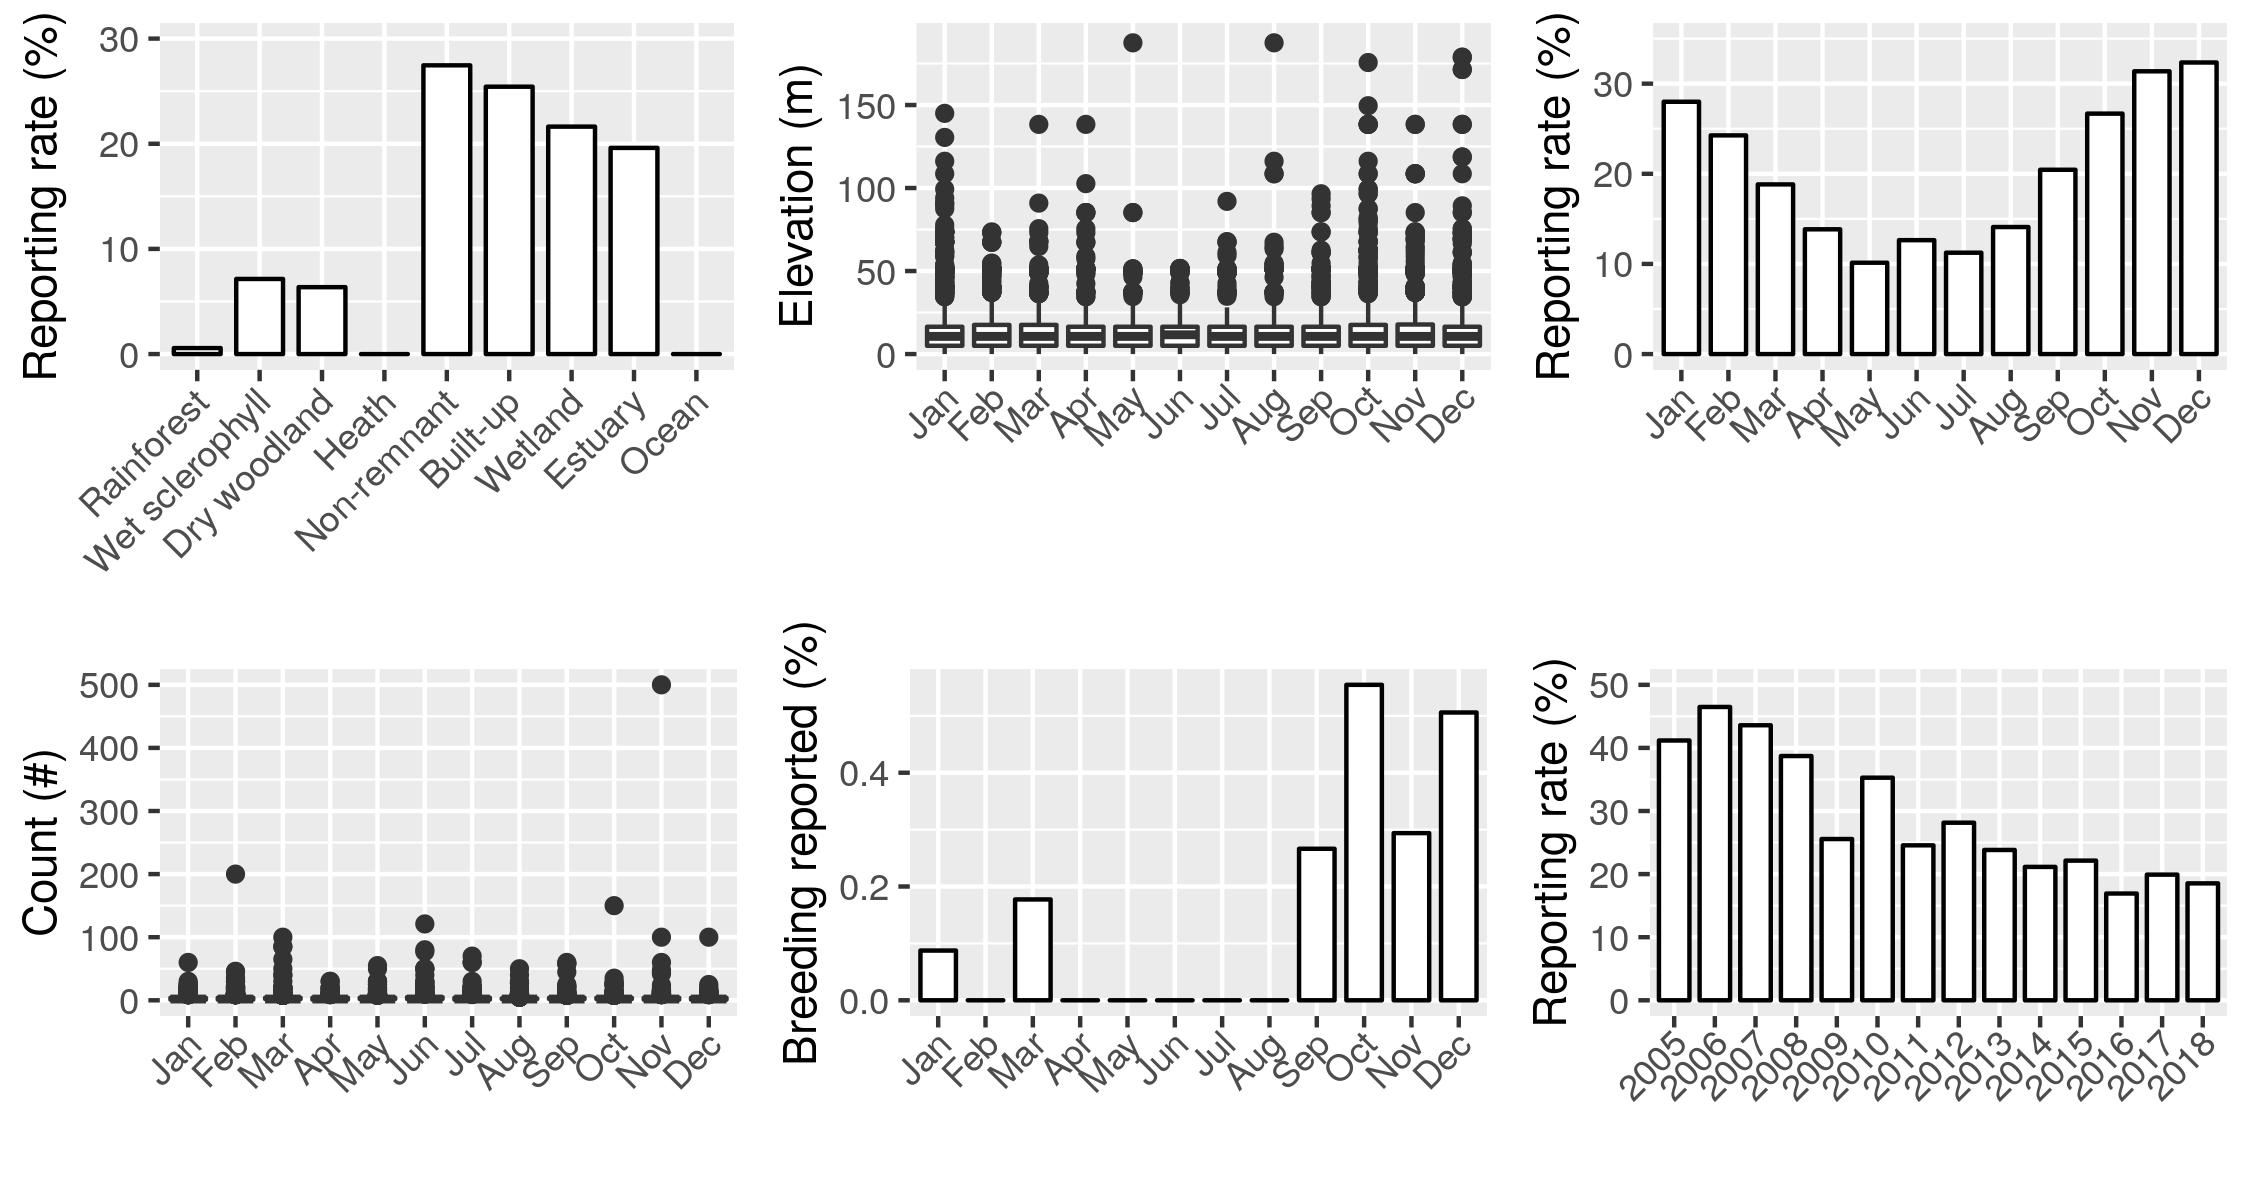 Reporting rate (%)
30
20
10
0
Rainforest
Wet sclerophyll
Dry woodland
Heath
Non-remnant
Built-up
Wetland
Estuary
Ocean
Elevation (m)
150
100
50
0
Jan
Feb
Mar
Apr
May
Jun
Jul
Aug
Sep
Oct
Nov
Dec
Reporting rate (%)
30
20
10
0
Jan
Feb
Mar
Apr
May
Jun
Jul
Aug
Sep
Oct
Nov
Dec
Count (#)
500
400
300
200
100
0
Jan
Feb
Mar
Apr
May
Jun
Jul
Aug
Sep
Oct
Nov
Dec
Breeding reported (%)
0.4
0.2
0.0
Jan
Feb
Mar
Apr
May
Jun
Jul
Aug
Sep
Oct
Nov
Dec
Reporting rate (%)
50
40
30
20
10
0
2005
2006
2007
2008
2009
2010
2011
2012
2013
2014
2015
2016
2017
2018